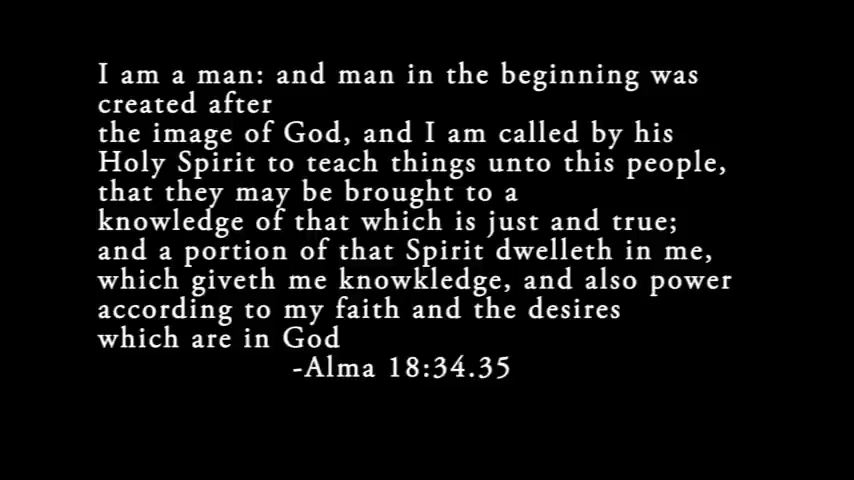 I am a man: and man in the beginning was
created after
the image of God, and I am called by his
Holy Spirit to teach things unto this people,
that they may be brought to a
knowledge of that which is just and true;
and a portion of that Spirit dwelleth in me,
which giveth me knowkledge, and also power
according to my faith and the desires
which are in God
-Alma 18:34.35